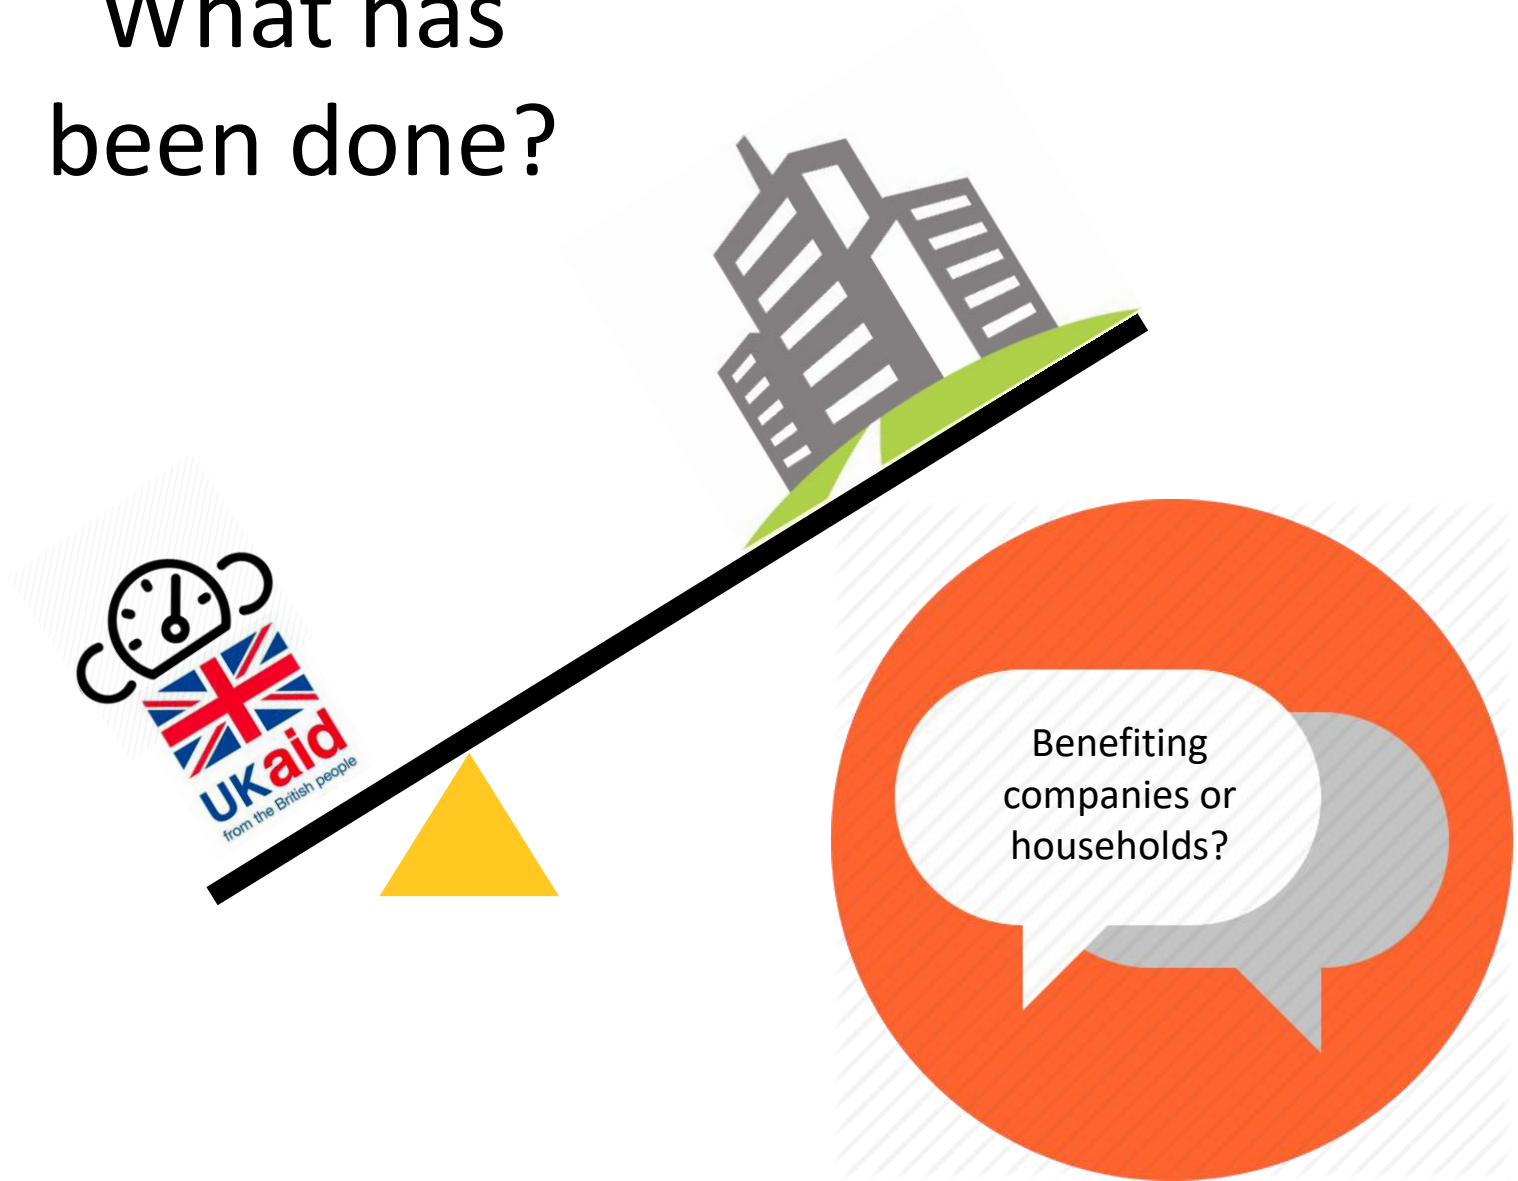 What has
been done?
UKaid
from the British people
Benefiting
companies or
households?